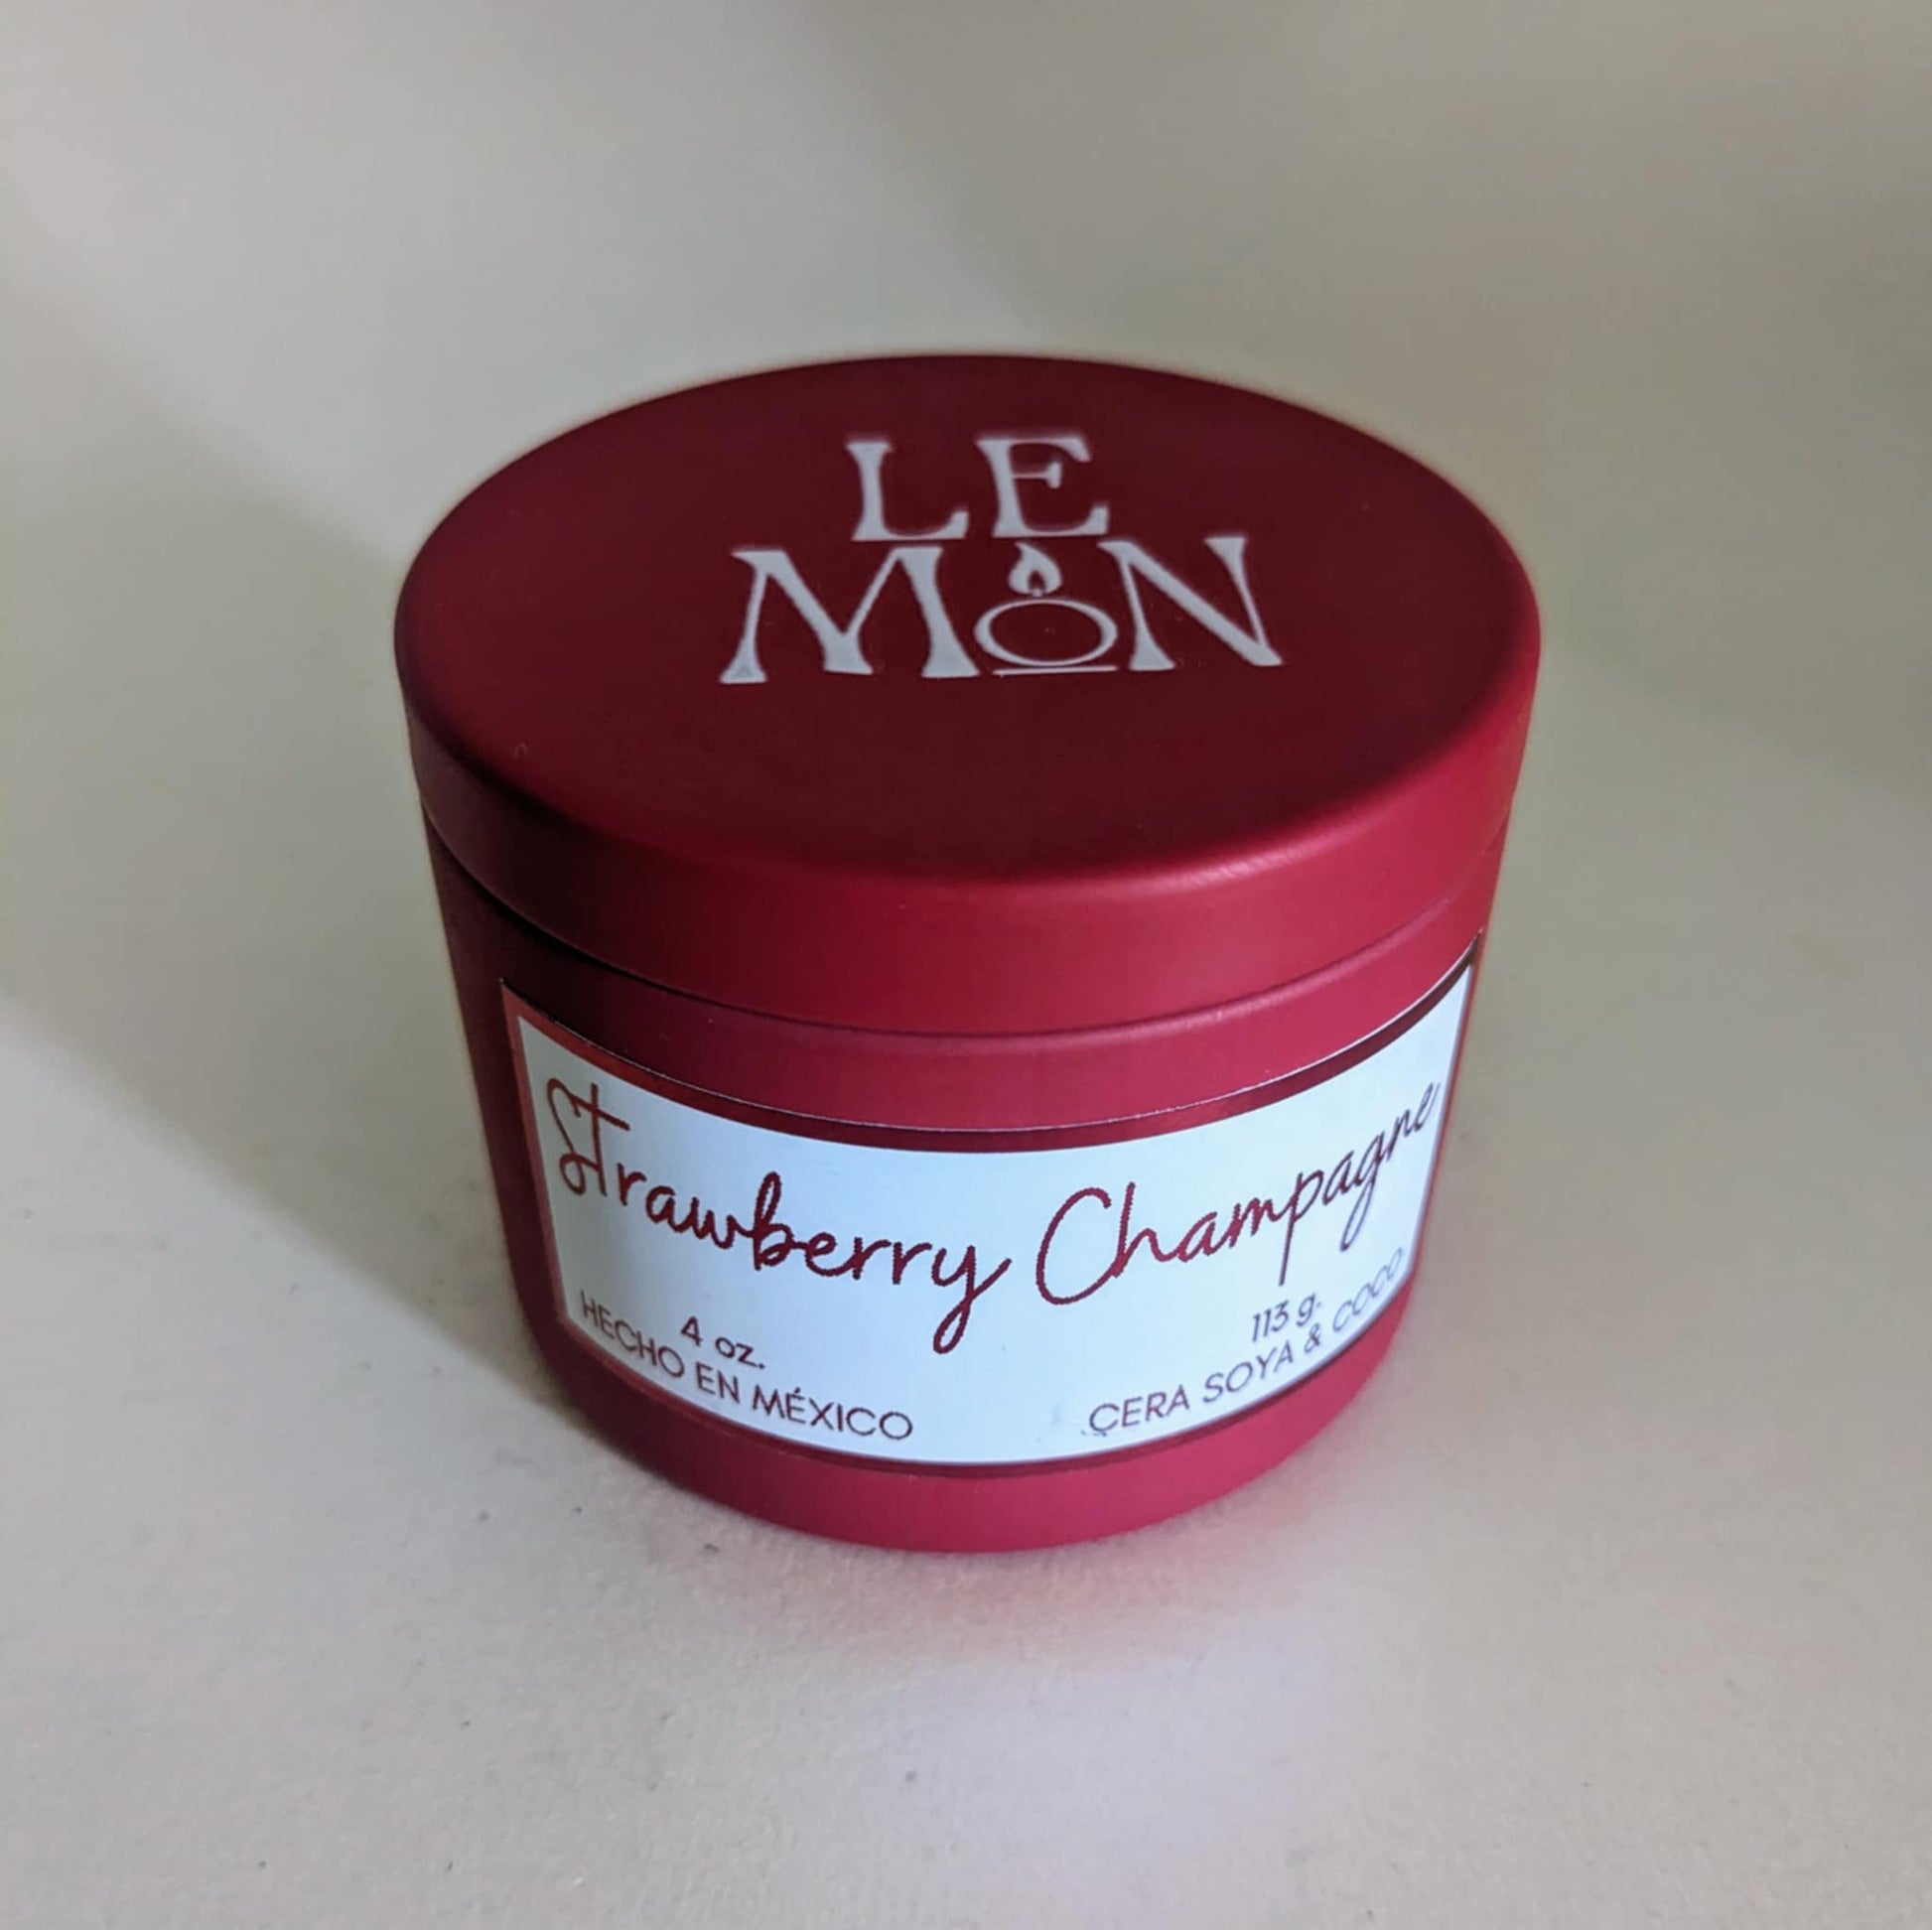 LE
MON
Strawberry Champagne
4 oz.
HECHO EN MÉXICO
113 g.
CERA SOYA & COCO